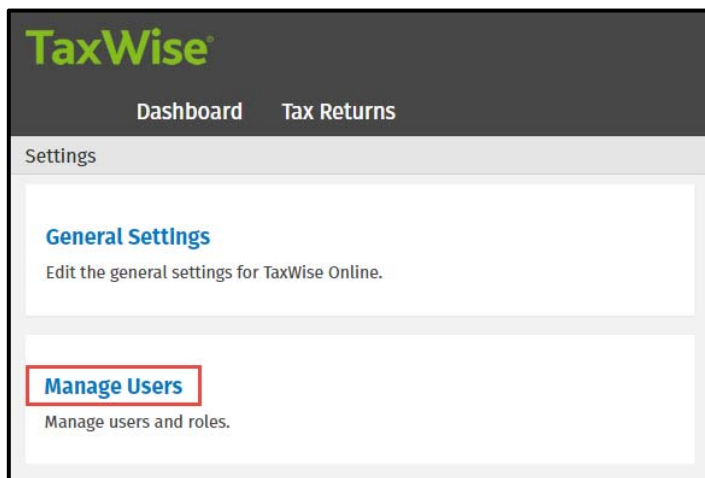 TaxWise®
Dashboard Tax Returns
Settings
General Settings
Edit the general settings for TaxWise Online.
Manage Users
Manage users and roles.